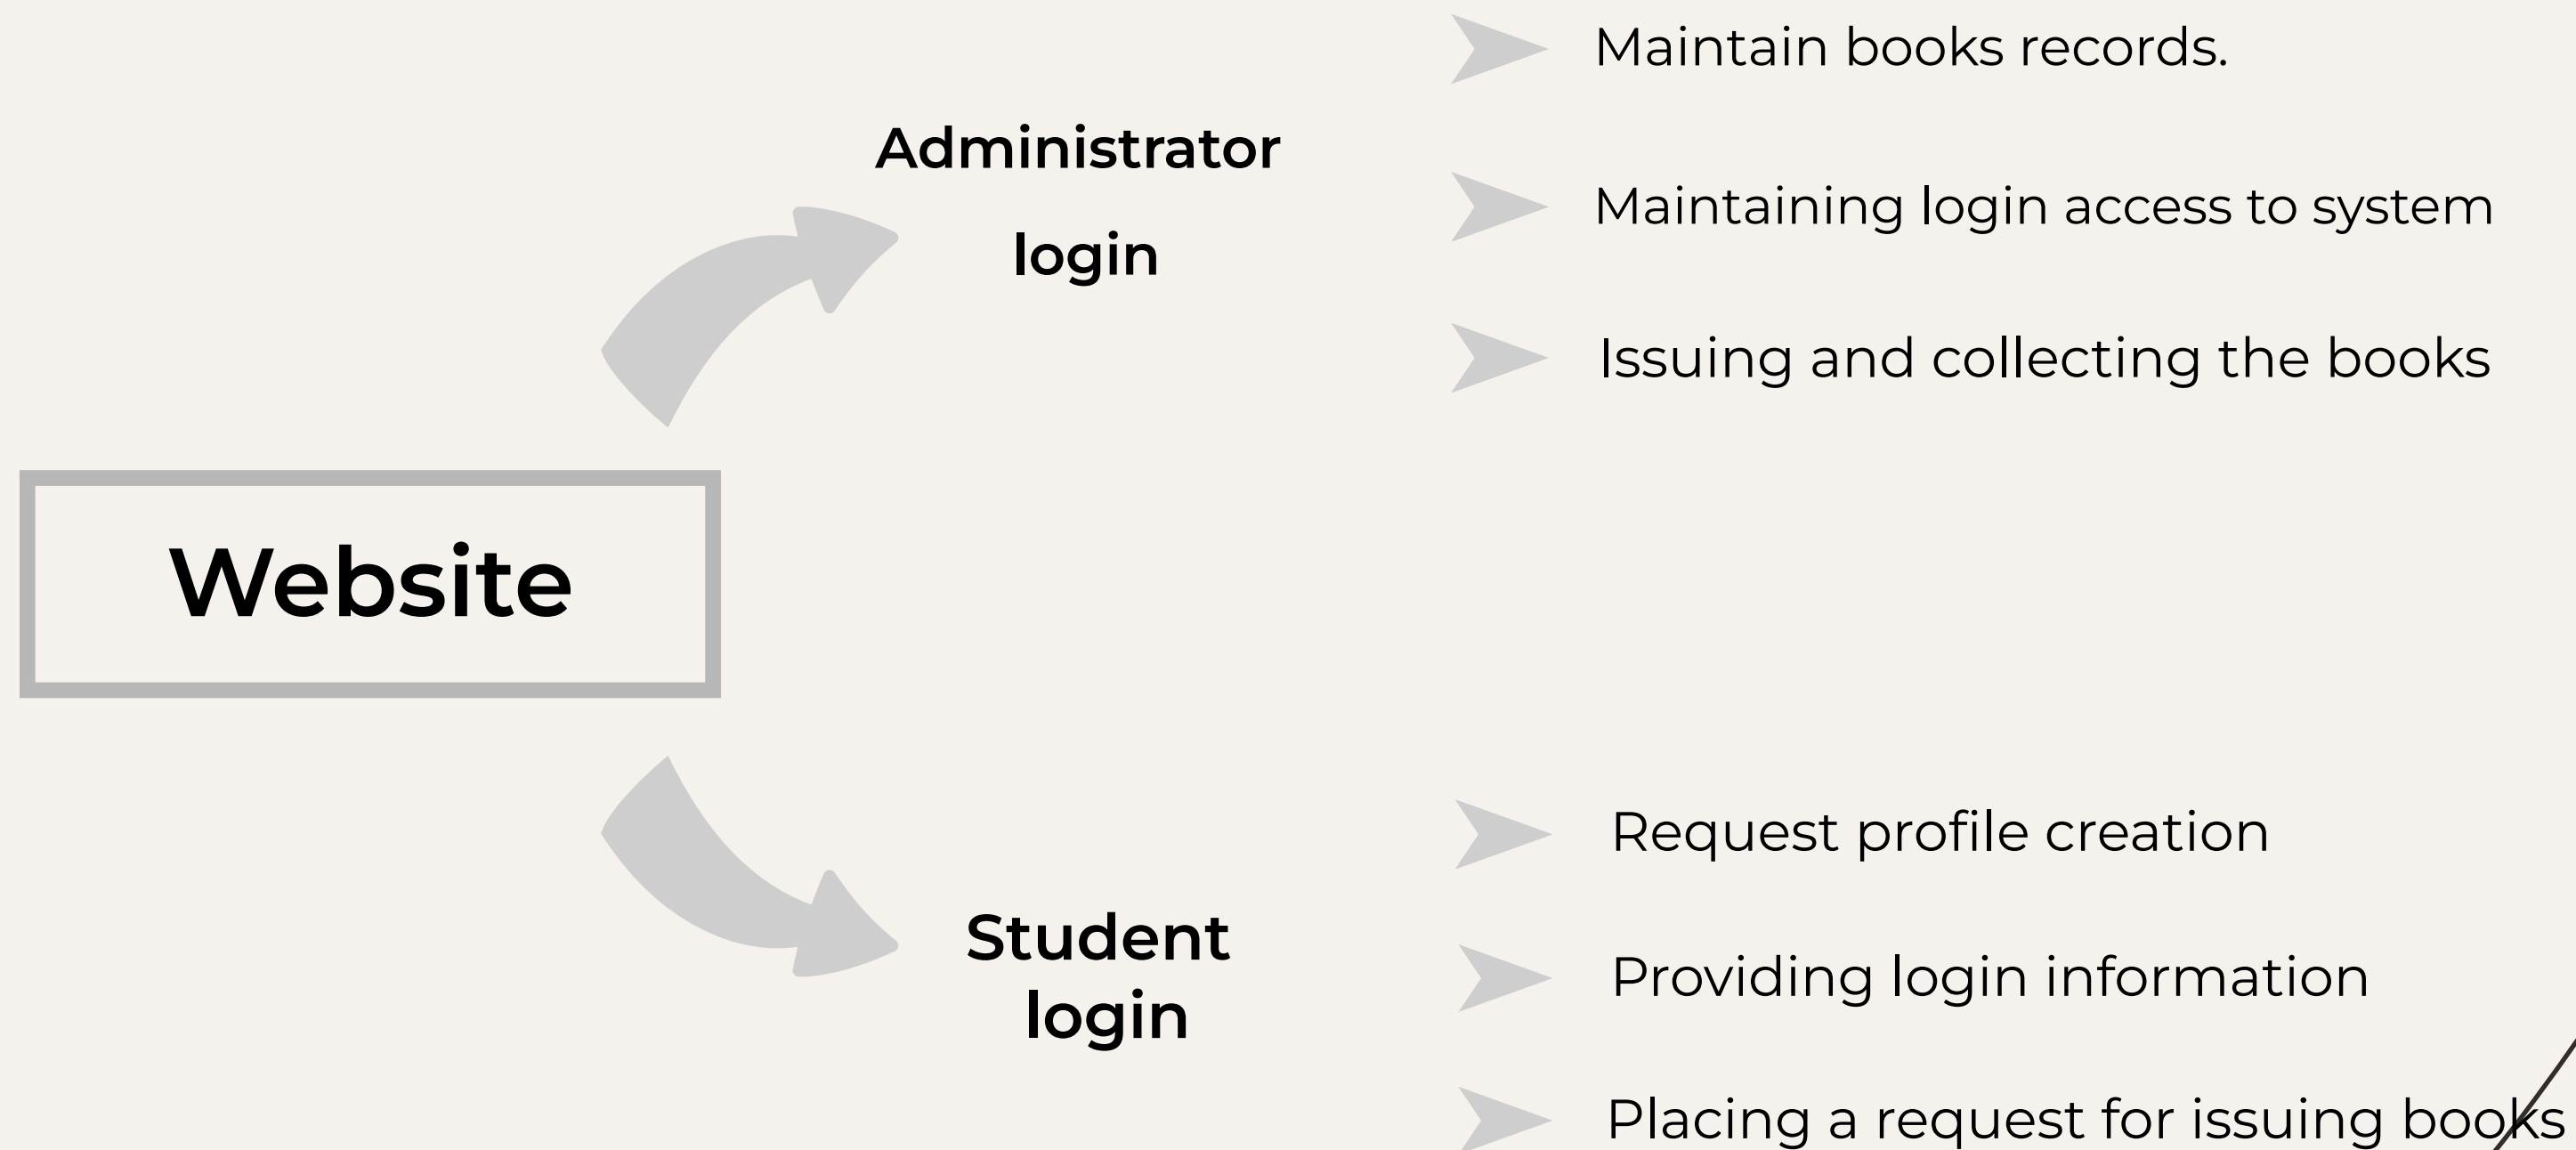 Website
Administrator
login
Maintain books records.
Maintaining login access to system
Issuing and collecting the books
Student
login
Request profile creation
Providing login information
Placing a request for issuing books